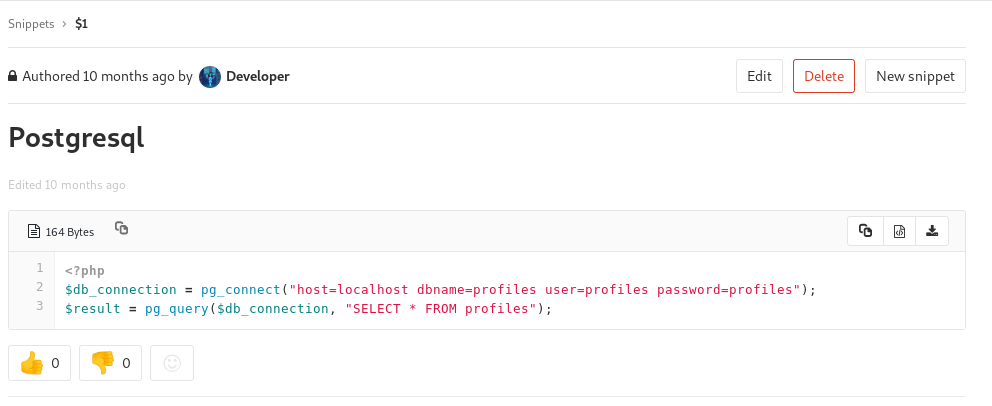 Snippets > $1
Authored 10 months ago by Developer Edit Delete New snippet
Postgresql
Edited 10 months ago
164 Bytes
1 <?php
2 $db_connection = pg_connect("host=localhost dbname=profiles user=profiles password=profiles");
3 $result = pg_query($db_connection, "SELECT * FROM profiles");
0 0